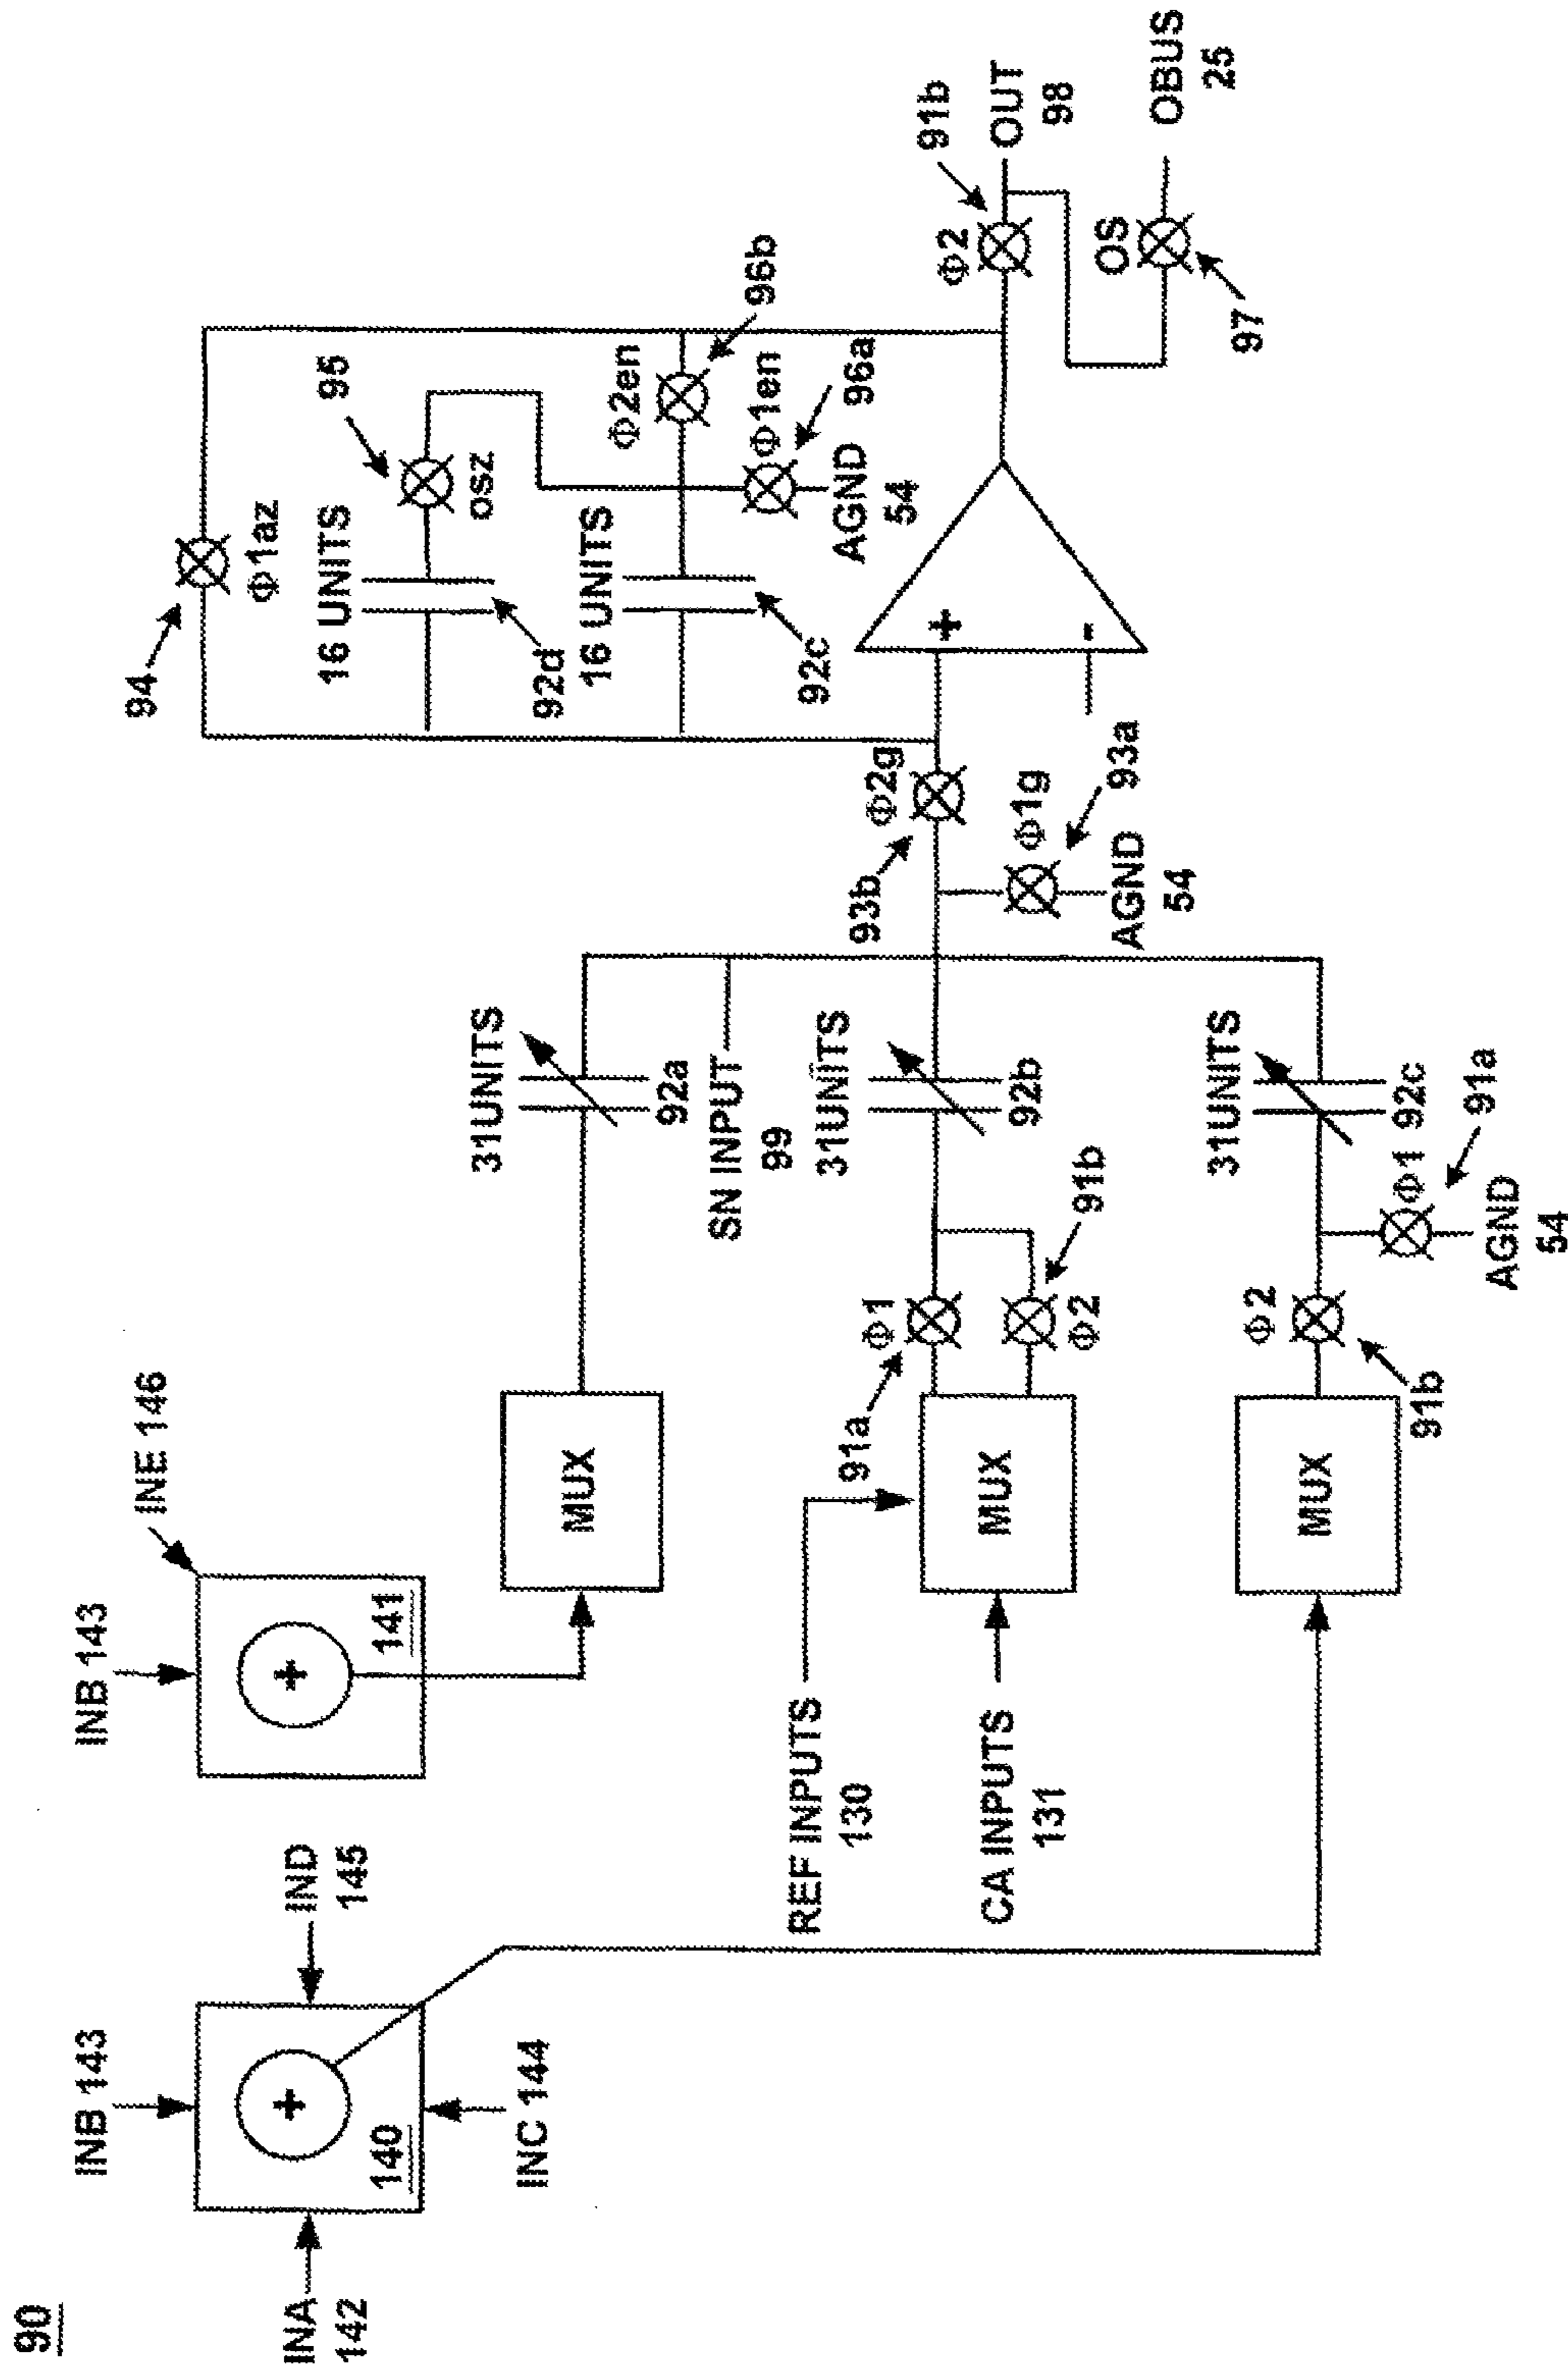 90
INA
142
INB 143
140
INC 144
IND
145
INB 143
141
INE 146
MUX
31UNITS
92a
SN INPUT
99
REF INPUTS
130
CA INPUTS
131
MUX
91a
Φ1
Φ2
91b
31UNITS
92b
MUX
Φ2
91b
31UNITS
Φ1 92c
91a
AGND
54
93b
Φ2g
Φ1g
93a
AGND
54
94
Φ1az
16 UNITS
92d
osz
95
16 UNITS
92c
Φ2en
96b
Φ1en
96a
AGND
54
+
-
Φ2
91b
OUT
98
OS
97
OBUS
25
+
+